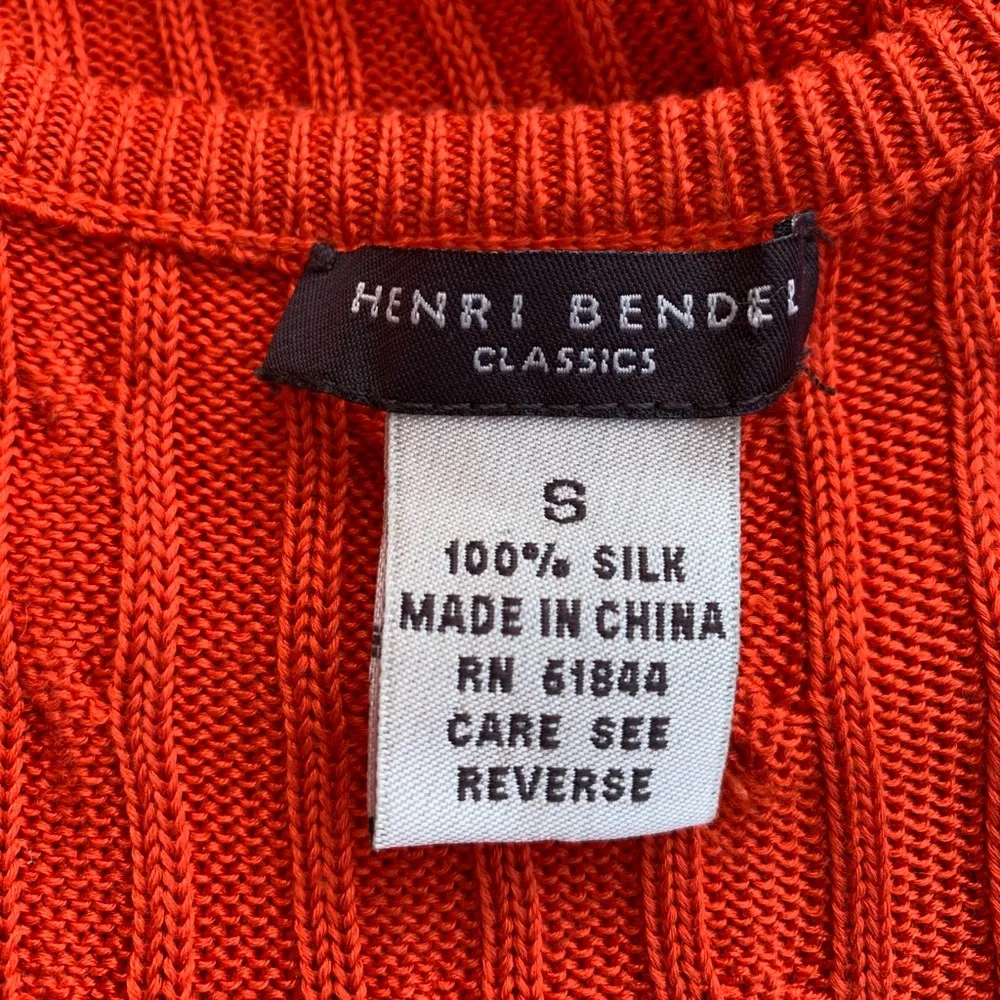 HENRI BENDEL
CLASSICS
S
100% SILK
MADE IN CHINA
RN 61844
CARE SEE
REVERSE